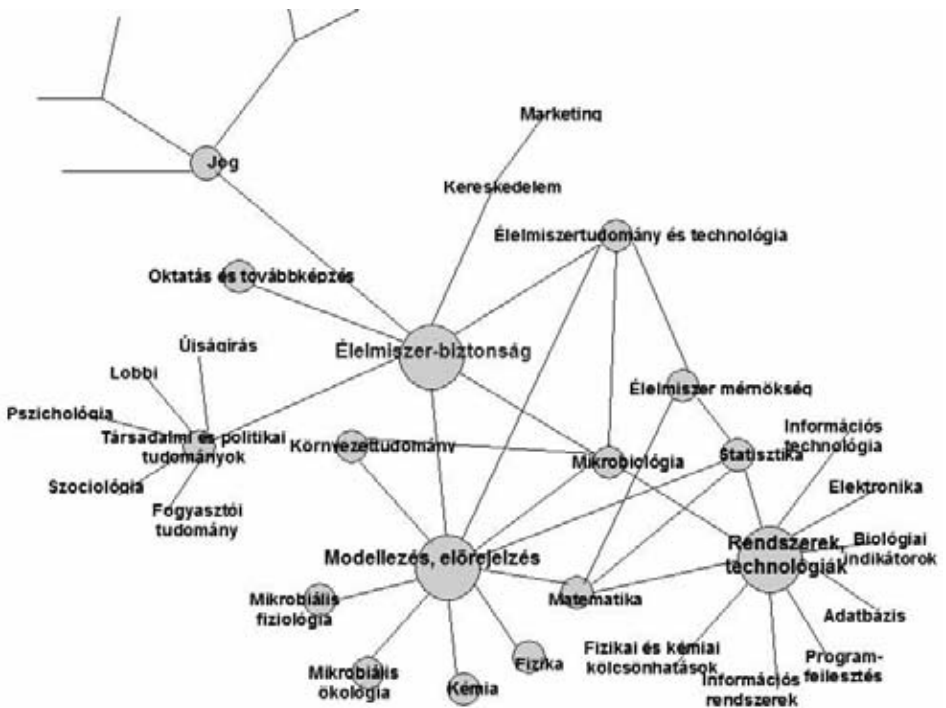 Marketing
Jog
Kereskedelem
Élelmiszertudomány és technológia
Oktatás és továbbképzés
Újságírás
Élelmiszer-biztonság
Lobbi
Élelmiszer mérnökség
Pszichológia
Információs
technológia
Társadalmi és politikai
tudományok
Környezettudomány
Mikrobiológia
Statisztika
Szociológia
Elektronika
Fogyasztói
tudomány
Modellezés, előrejelzés
Rendszerek,
technológiák
Biológiai
indikátorok
Mikrobiális
fiziológia
Matematika
Adatbázis
Fizika
Fizikai és kémiai
kölcsönhatások
Program-
fejlesztés
Mikrobiális
ökológia
Kémia
Információs
rendszerek